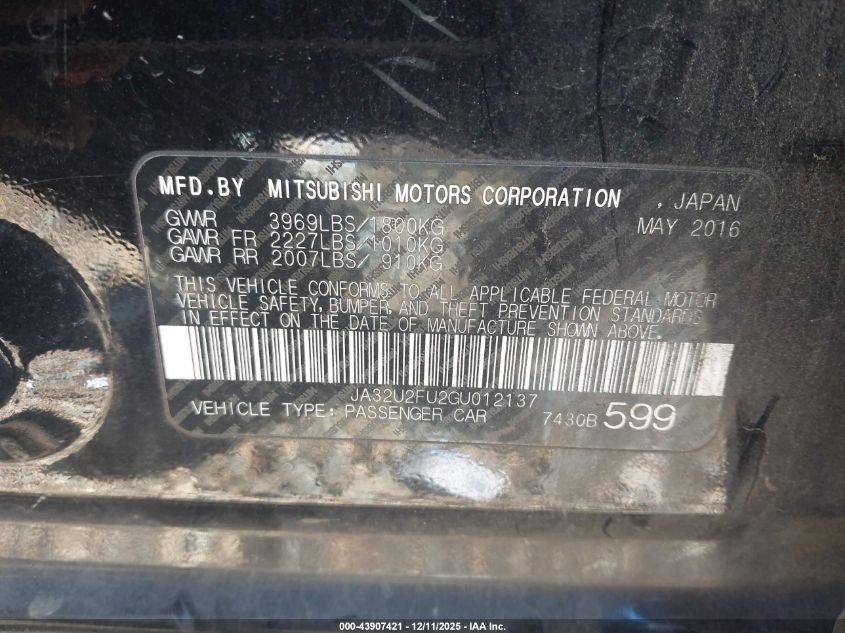 MFD.BY MITSUBISHI MOTORS CORPORATION , JAPAN
GVWR 3969LBS/1800KG MAY 2016
GAWR FR 2227LBS/1010KG
GAWR RR 2007LBS/ 910KG
THIS VEHICLE CONFORMS TO ALL APPLICABLE FEDERAL MOTOR
VEHICLE SAFETY, BUMPER, AND THEFT PREVENTION STANDARDS
IN EFFECT ON THE DATE OF MANUFACTURE SHOWN ABOVE.
JA32U2FU2GU012137
VEHICLE TYPE: PASSENGER CAR 7430B 599
000-43907421 - 12/11/2025 - IAA Inc.